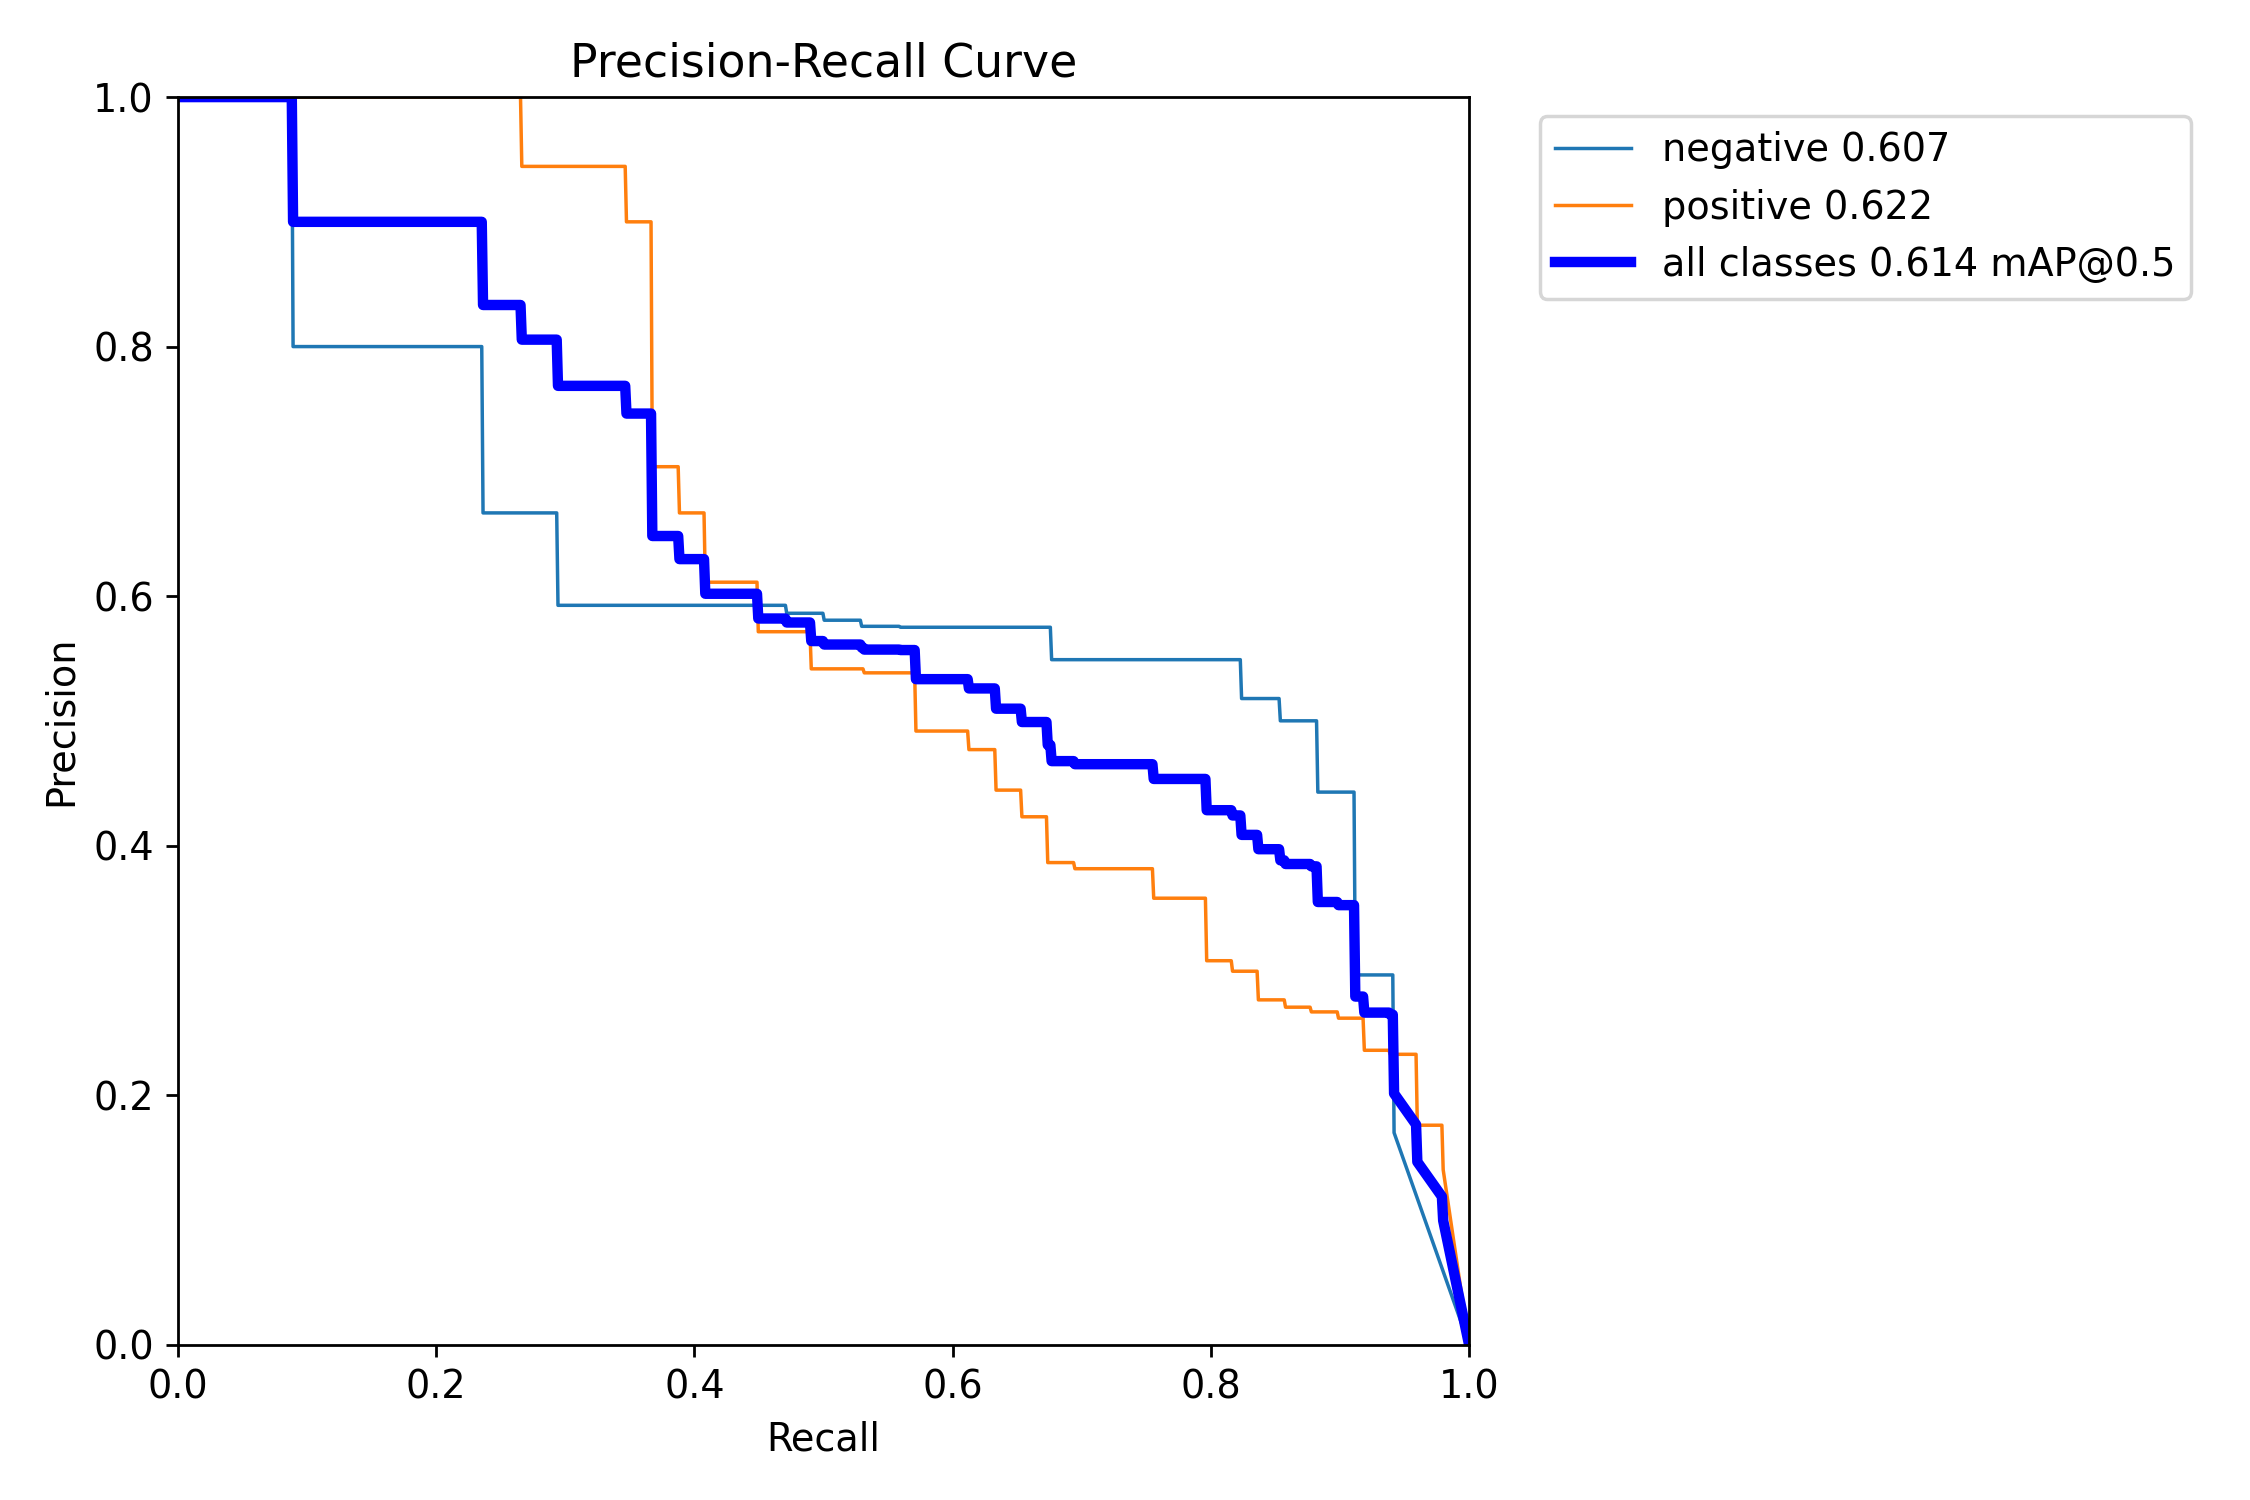 Precision-Recall Curve
1.0
0.8
0.6
0.4
0.2
0.0
Precision
0.0 0.2 0.4 0.6 0.8 1.0
Recall
negative 0.607
positive 0.622
all classes 0.614 mAP@0.5